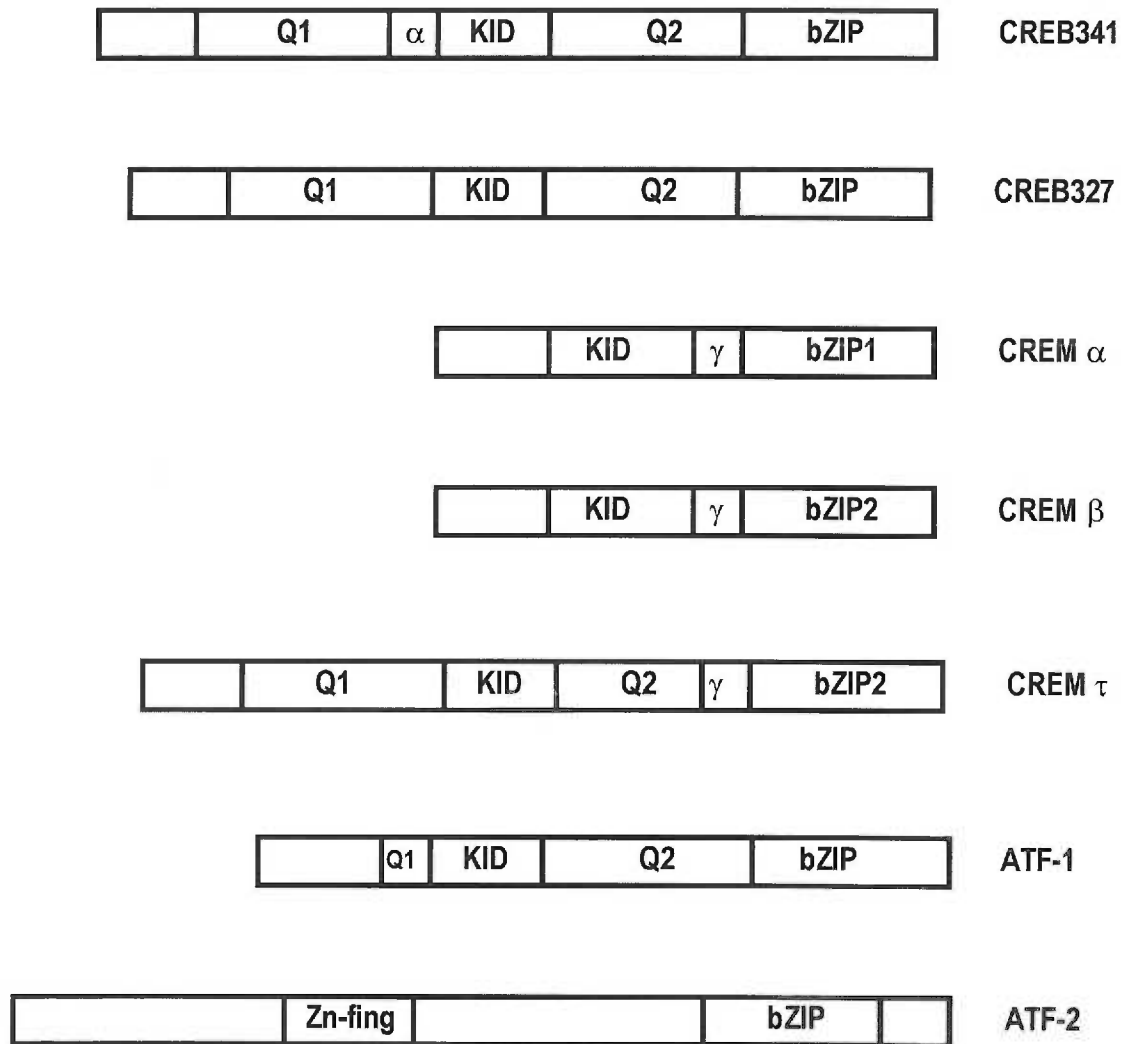 Q1 α KID Q2 bZIP CREB341
Q1 KID Q2 bZIP CREB327
KID γ bZIP1 CREM α
KID γ bZIP2 CREM β
Q1 KID Q2 γ bZIP2 CREM τ
Q1 KID Q2 bZIP ATF-1
Zn-fing bZIP ATF-2